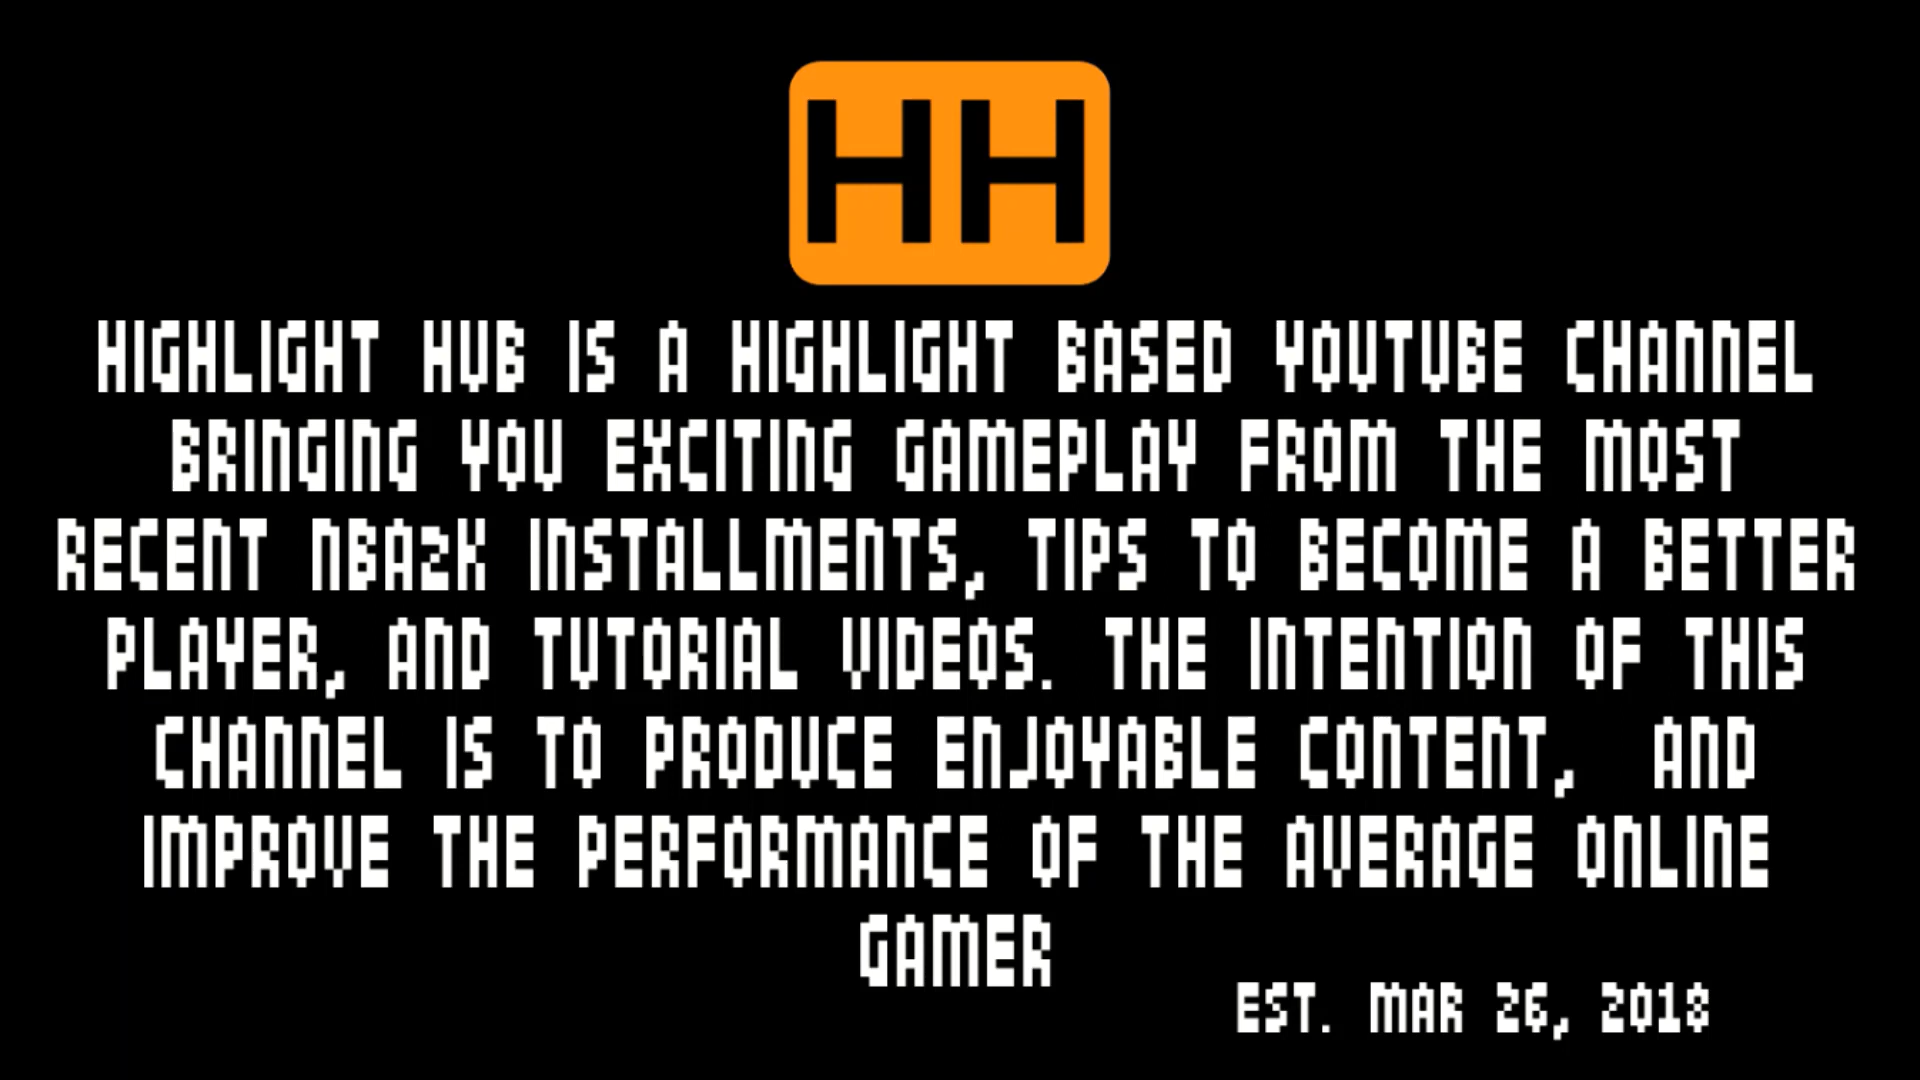 HH
HIGHLIGHT HUB IS A HIGHLIGHT BASED YOUTUBE CHANNEL
BRINGING YOU EXCITING GAMEPLAY FROM THE MOST
RECENT NBA2K INSTALLMENTS, TIPS TO BECOME A BETTER
PLAYER, AND TUTORIAL VIDEOS. THE INTENTION OF THIS
CHANNEL IS TO PRODUCE ENJOYABLE CONTENT, AND
IMPROVE THE PERFORMANCE OF THE AVERAGE ONLINE
GAMER
EST. MAR 26, 2018